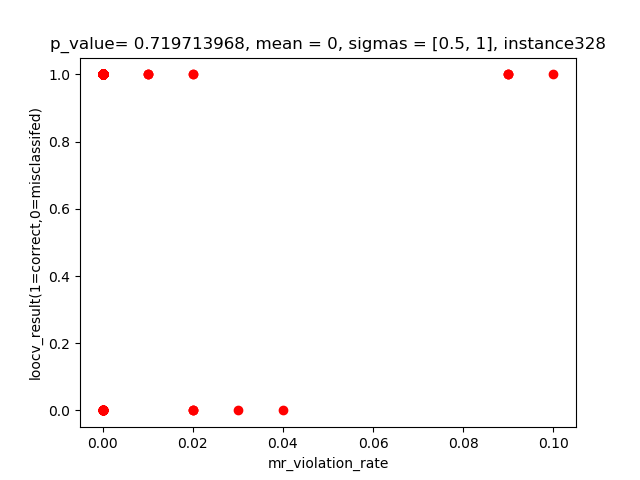 p_value= 0.719713968, mean = 0, sigmas = [0.5, 1], instance328
1.0
0.8
0.6
0.4
0.2
0.0
loocv_result(1=correct,0=misclassifed)
0.00 0.02 0.04 0.06 0.08 0.10
mr_violation_rate